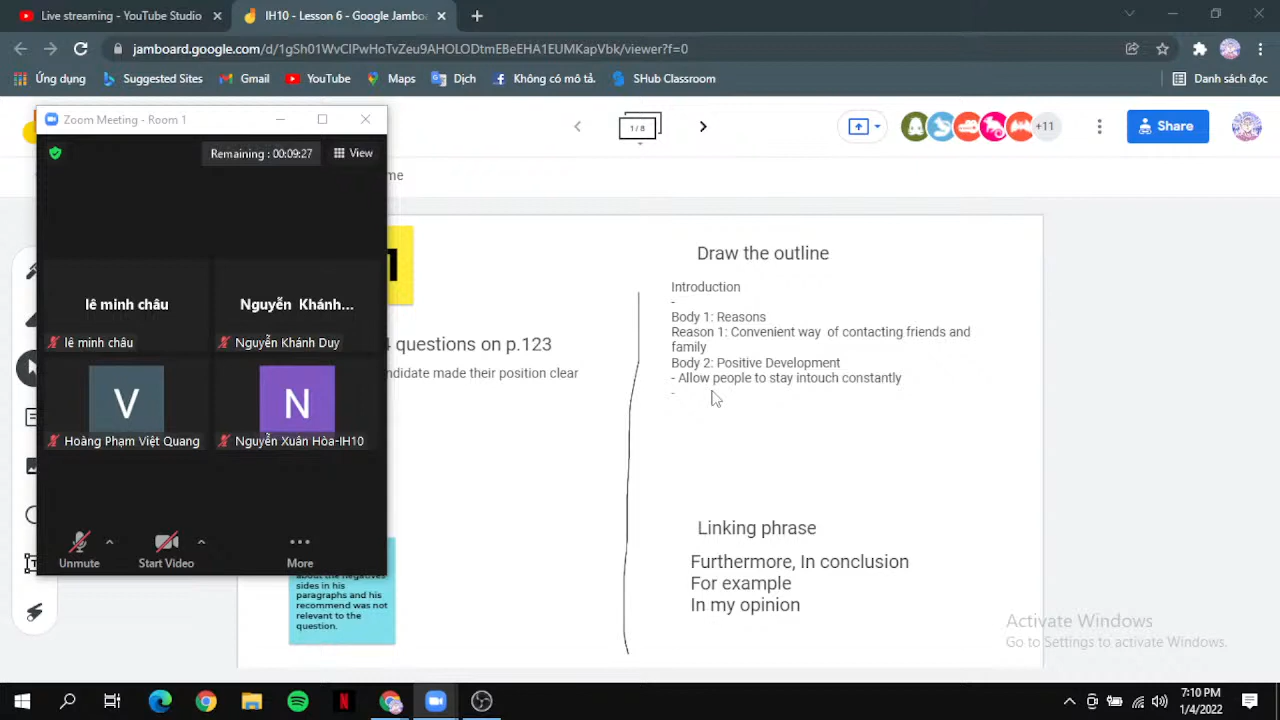 Live streaming - YouTube Studio
IH10 - Lesson 6 - Google Jambo
jamboard.google.com/d/1gSh01WvClPwHoTvZeu9AHOLODtmEBeEHA1EUMKapVbk/viewer?f=0
Ứng dụng
Suggested Sites
Gmail
YouTube
Maps
Dịch
Không có mô tả.
SHub Classroom
Danh sách đọc
Zoom Meeting - Room 1
Remaining : 00:09:27
View
1/8
+11
Share
me
lê minh châu
Nguyễn Khánh...
lê minh châu
Nguyễn Khánh Duy
V
N
Hoàng Phạm Việt Quang
Nguyễn Xuân Hòa-IH10
Unmute
Start Video
More
questions on p.123
ndidate made their position clear
about the negatives
sides in his
paragraphs and his
recommend was not
relevant to the
question.
Draw the outline
Introduction
-
Body 1: Reasons
Reason 1: Convenient way of contacting friends and
family
Body 2: Positive Development
- Allow people to stay intouch constantly
-
Linking phrase
Furthermore, In conclusion
For example
In my opinion
Activate Windows
Go to Settings to activate Windows.
7:10 PM
1/4/2022